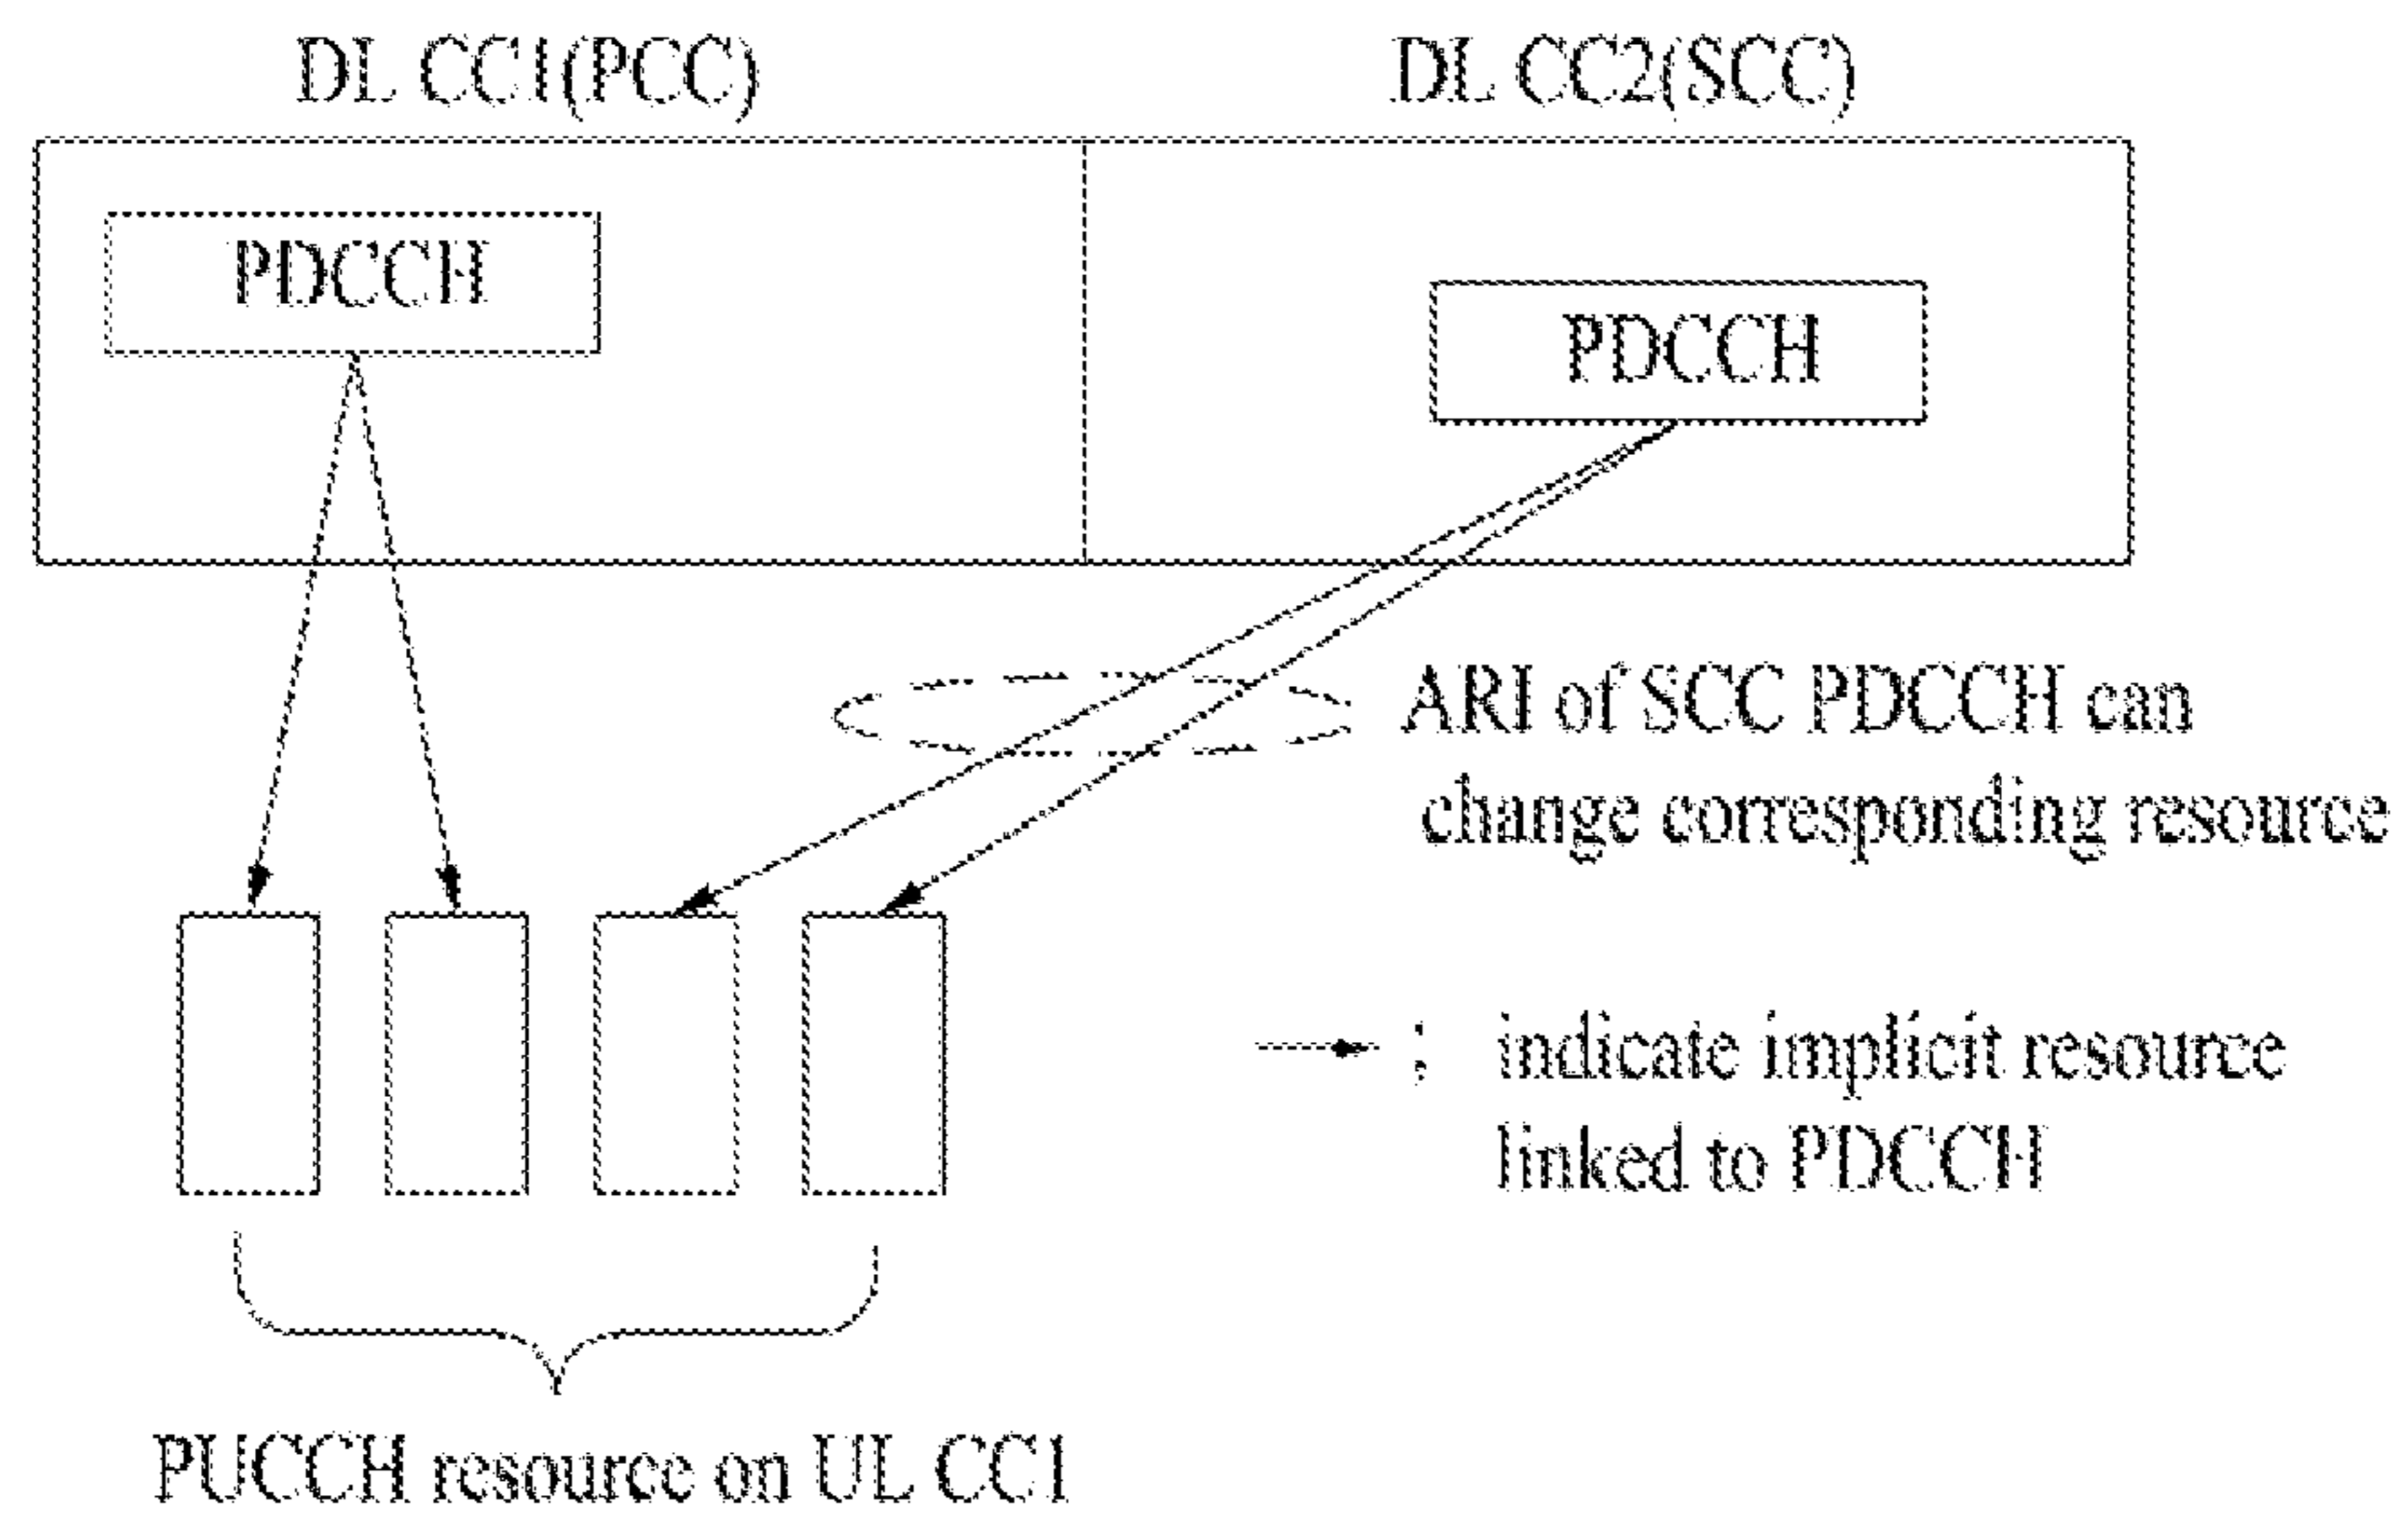 DL CC1(PCC)
DL CC2(SCC)
PDCCH
PDCCH
ARI of SCC PDCCH can
change corresponding resource
; indicate implicit resource
linked to PDCCH
PUCCH resource on UL CC1